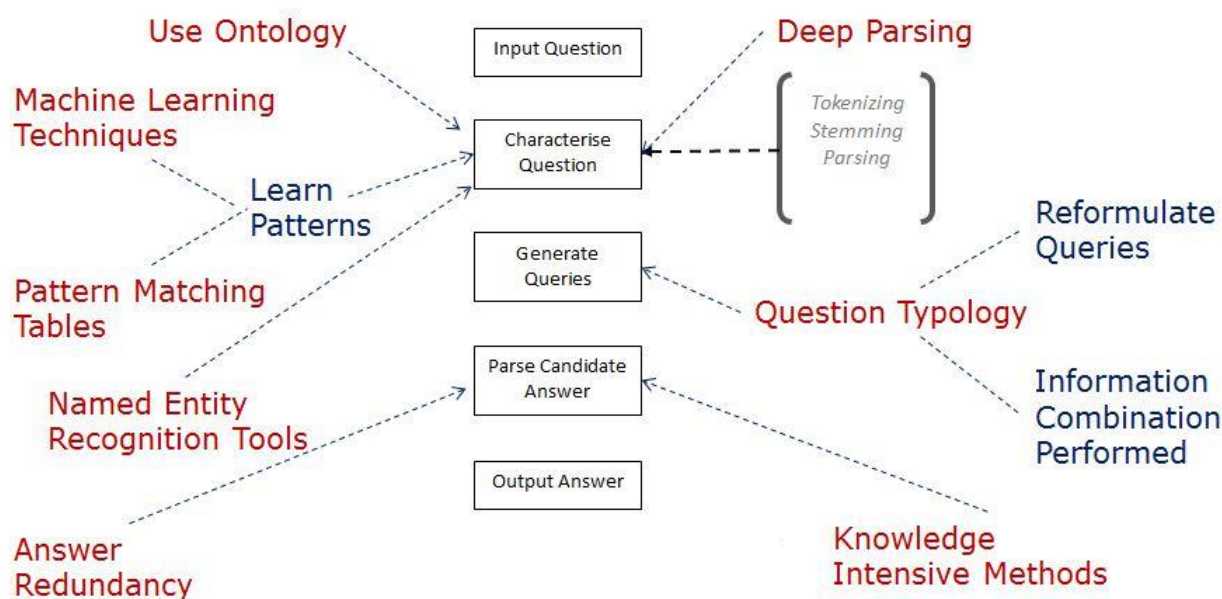 Use Ontology
Input Question
Deep Parsing
Machine Learning
Techniques
Characterise
Question
Tokenizing
Stemming
Parsing
Learn
Patterns
Reformulate
Queries
Generate
Queries
Pattern Matching
Tables
Question Typology
Parse Candidate
Answer
Named Entity
Recognition Tools
Information
Combination
Performed
Output Answer
Answer
Redundancy
Knowledge
Intensive Methods